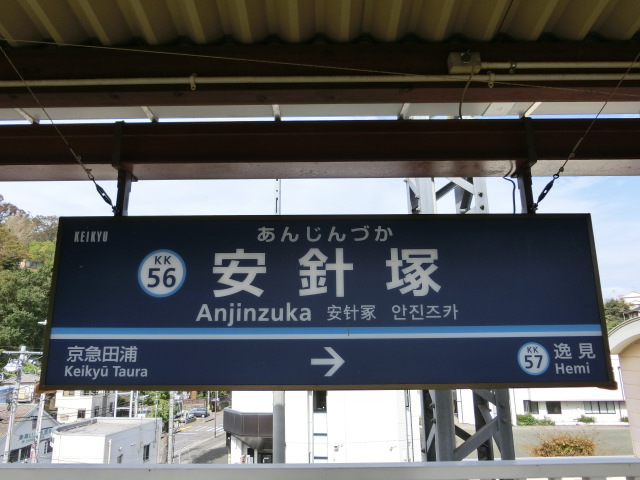 KEIKYU
あんじんづか
KK
56
安針塚
Anjinzuka 安针冢 안진즈카
京急田浦
Keikyū Taura
→
KK
57
逸見
Hemi